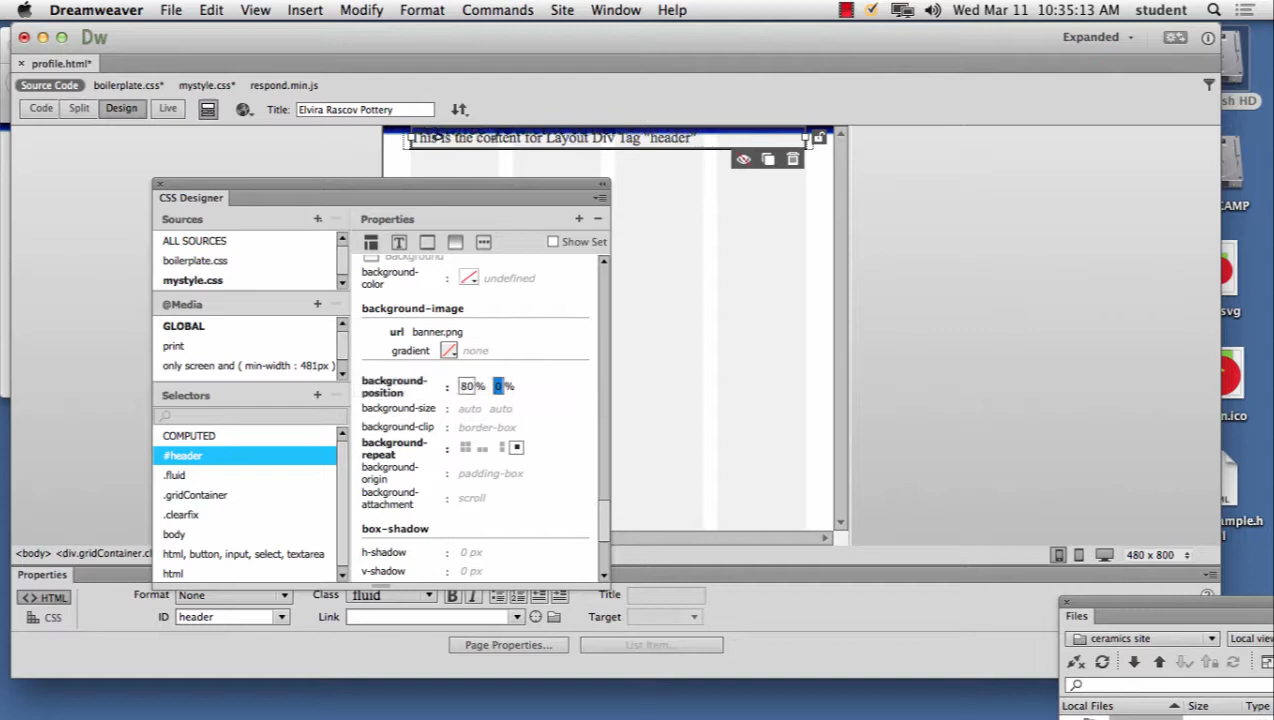 Dreamweaver File Edit View Insert Modify Format Commands Site Window Help Wed Mar 11 10:35:13 AM student
Dw Expanded
profile.html*
Source Code boilerplate.css* mystyle.css* respond.min.js
Code Split Design Live Title: Elvira Rascov Pottery
This is the content for Layout Div Tag "header"
CSS Designer
Sources
ALL SOURCES
boilerplate.css
mystyle.css
@Media
GLOBAL
print
only screen and ( min-width : 481px )
Selectors
COMPUTED
#header
.fluid
.gridContainer
.clearfix
body
html, button, input, select, textarea
html
Properties
Show Set
Background
background-color : undefined
background-image
url banner.png
gradient none
background-position : 80 % 0 %
background-size auto auto
background-clip border-box
background-repeat :
background-origin padding-box
background-attachment scroll
box-shadow
h-shadow 0 px
v-shadow 0 px
<body> <div.gridContainer.cl
480 x 800
Properties
<> HTML Format None Class fluid B I Title
CSS ID header Link Target
Page Properties... List Item...
Files
ceramics site Local view
Local Files Size Type
sh HD
CAMP
svg
n.ico
ample.h